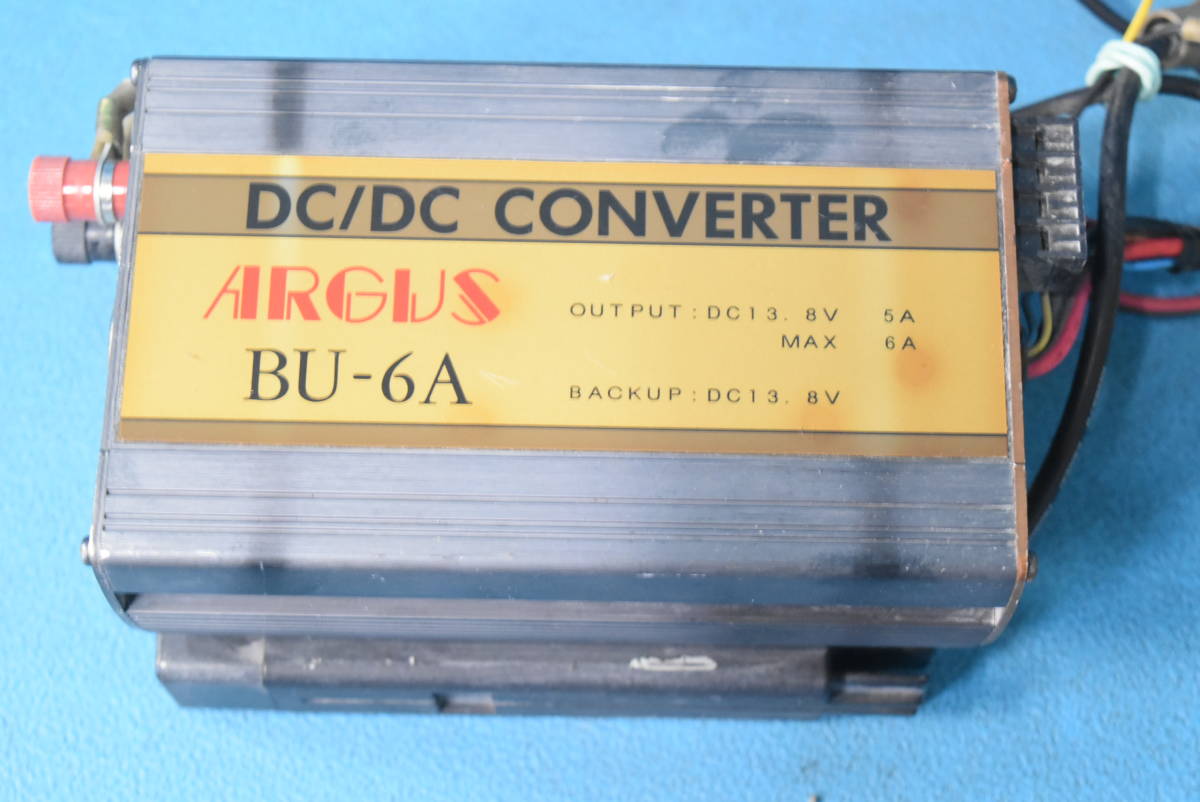 DC/DC CONVERTER
ARGUS
BU-6A
OUTPUT:DC13.8V 5A
MAX 6A
BACKUP:DC13.8V